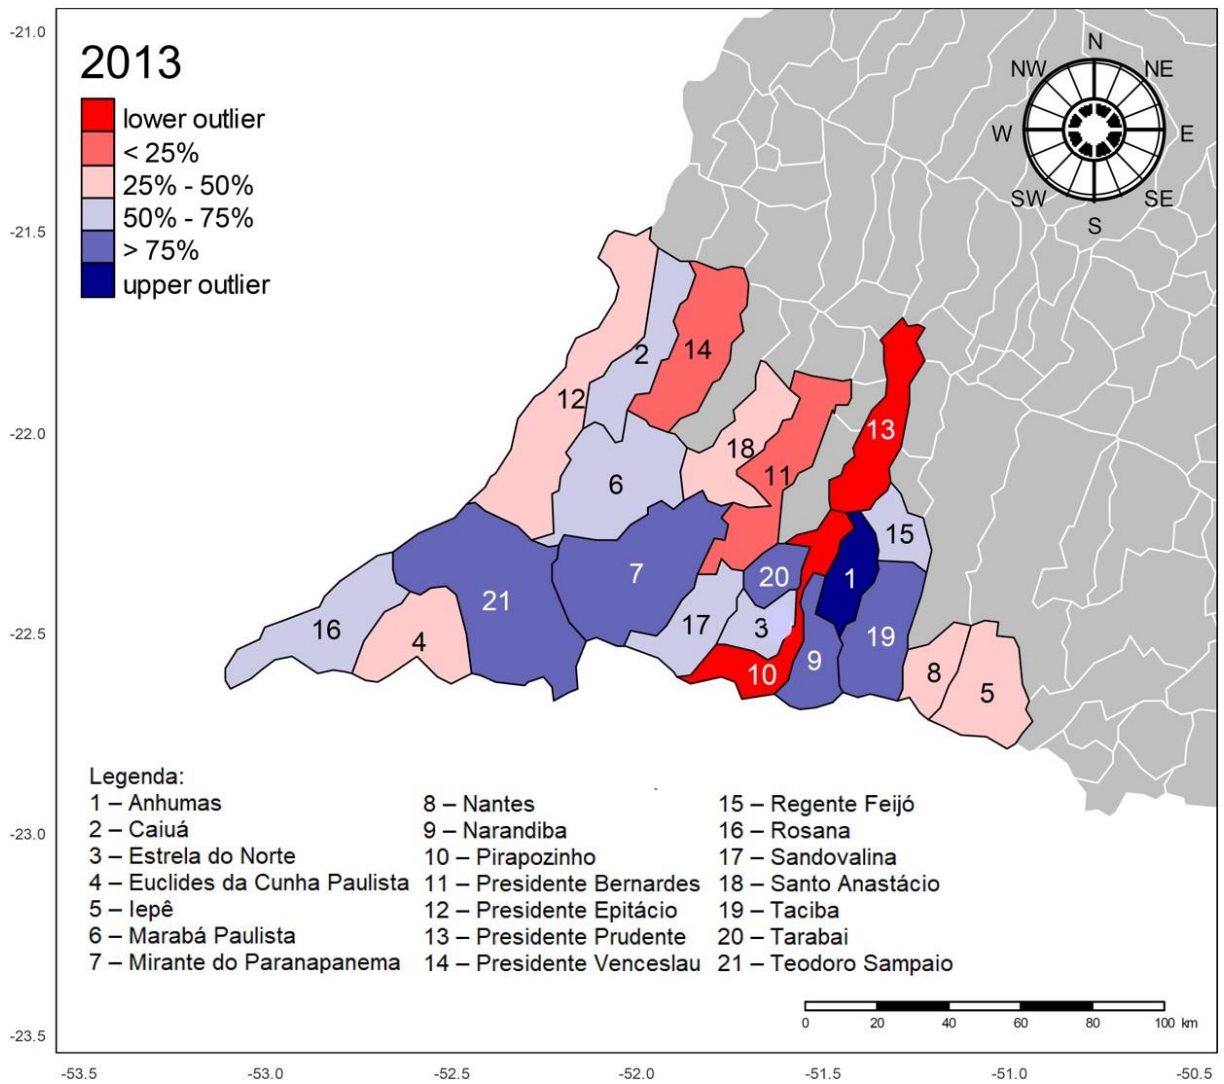 2013
lower outlier
< 25%
25% - 50%
50% - 75%
> 75%
upper outlier
N
NW NE
W E
SW SE
S
-21.0
-21.5
-22.0
-22.5
-23.0
-23.5
2
14
12
13
18
11
6
15
20
7
1
21
16
4
17
3
19
9
10
8
5
Legenda:
1 – Anhumas
2 – Caiuá
3 – Estrela do Norte
4 – Euclides da Cunha Paulista
5 – Iepê
6 – Marabá Paulista
7 – Mirante do Paranapanema
8 – Nantes
9 – Narandiba
10 – Pirapozinho
11 – Presidente Bernardes
12 – Presidente Epitácio
13 – Presidente Prudente
14 – Presidente Venceslau
15 – Regente Feijó
16 – Rosana
17 – Sandovalina
18 – Santo Anastácio
19 – Taciba
20 – Tarabai
21 – Teodoro Sampaio
0 20 40 60 80 100 km
-53.5 -53.0 -52.5 -52.0 -51.5 -51.0 -50.5